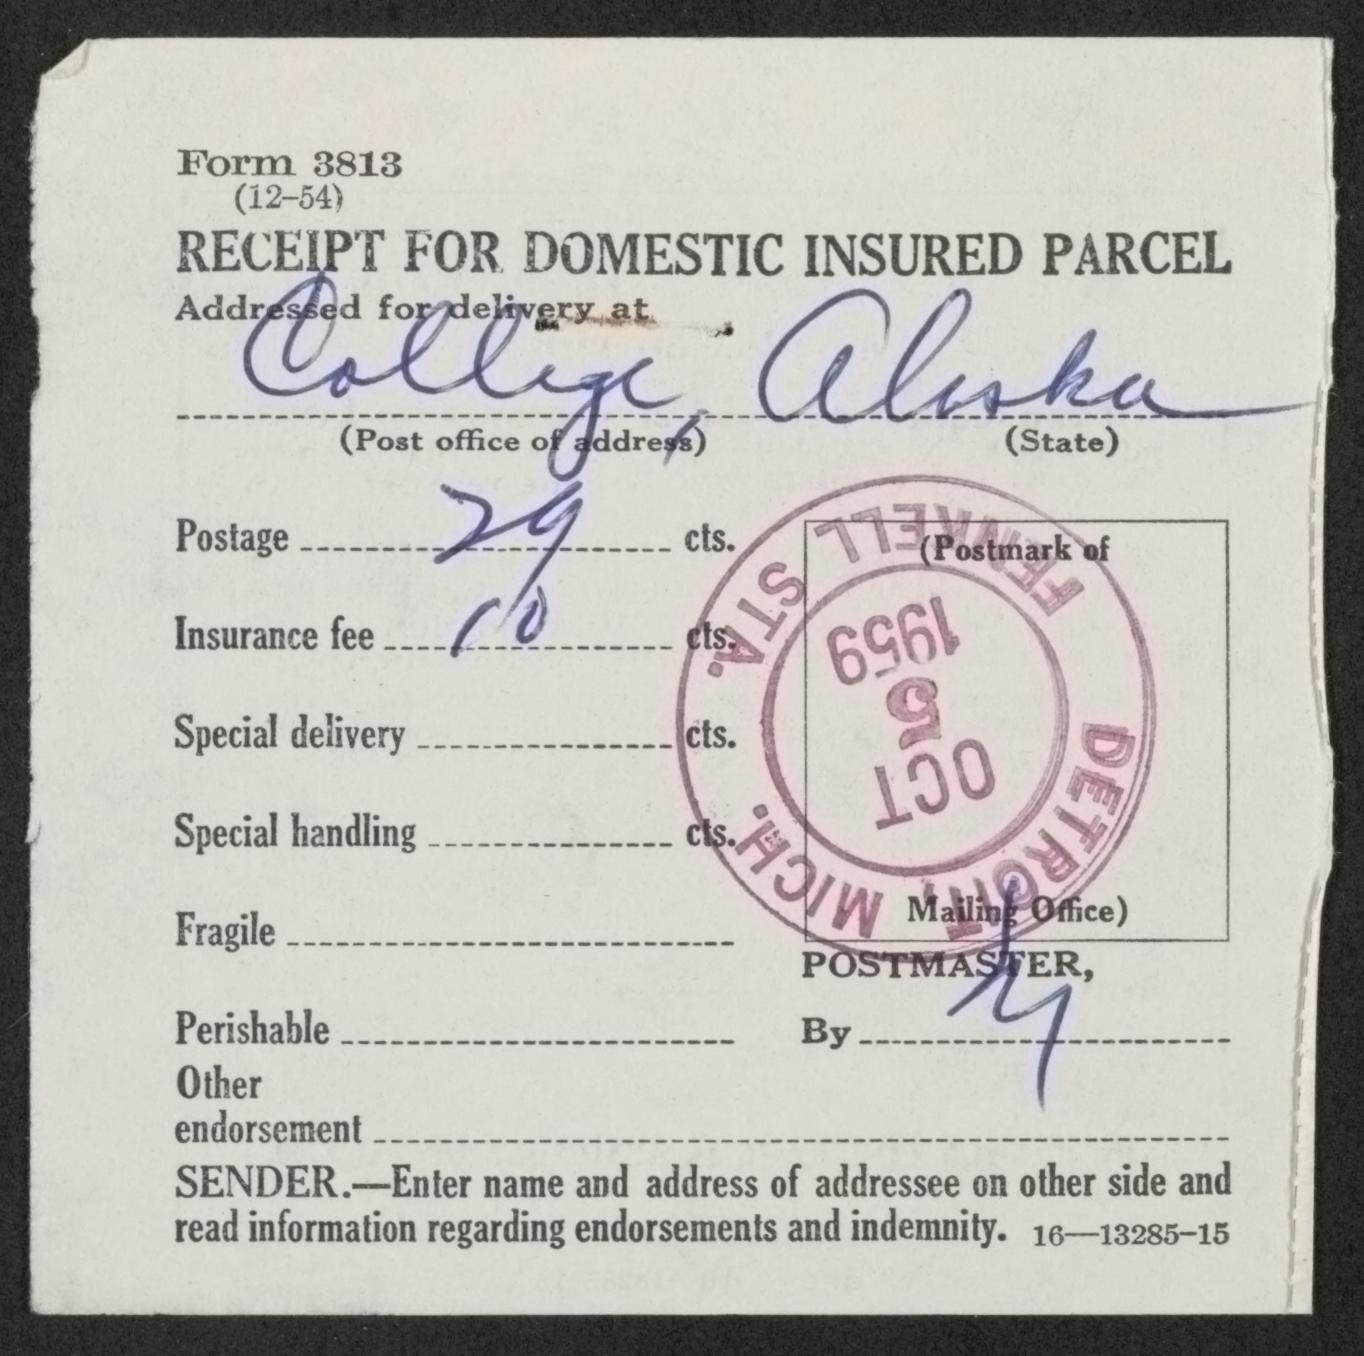 Form 3813
(12-54)
RECEIPT FOR DOMESTIC INSURED PARCEL
Addressed for delivery at
College, Alaska
(Post office of address) (State)
Postage 29 cts.
Insurance fee 10 cts.
Special delivery cts.
Special handling cts.
Fragile
Perishable
Other
endorsement
(Postmark of
Mailing Office)
DETROIT, MICH.
FENKELL STA.
OCT
5
1959
POSTMASTER,
By
SENDER.—Enter name and address of addressee on other side and
read information regarding endorsements and indemnity. 16—13285-15